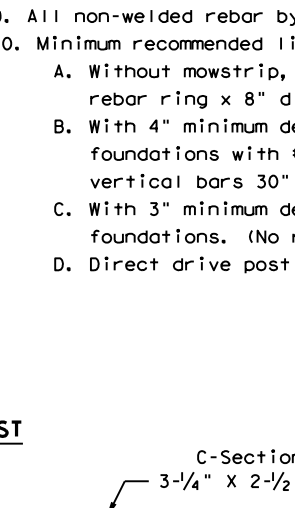 . All non-welded rebar by
0. Minimum recommended li
A. Without mowstrip,
rebar ring x 8" d
B. With 4" minimum de
foundations with
vertical bars 30"
C. With 3" minimum de
foundations. (No r
D. Direct drive post
ST
C-Section
3-1/4" X 2-1/2